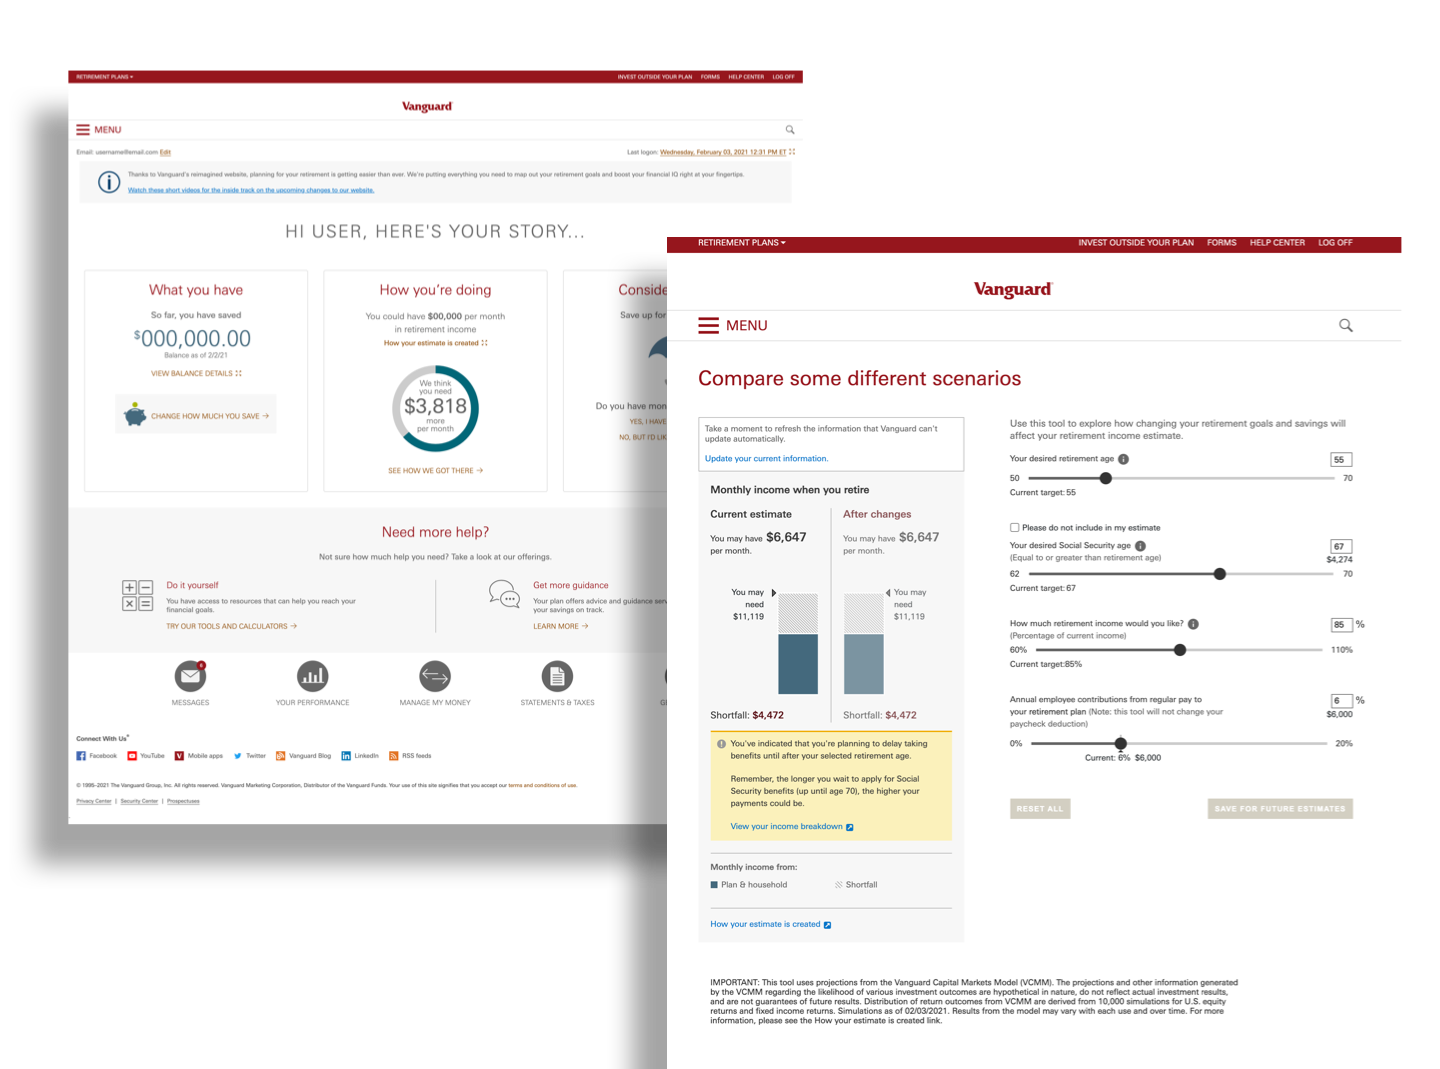 RETIREMENT PLANS
INVEST OUTSIDE YOUR PLAN FORMS HELP CENTER LOG OFF
Vanguard
MENU
Email: username@email.com Edit
Last logon: Wednesday, February 03, 2021 12:31 PM ET
Thanks to Vanguard's reimagined website, planning for your retirement is getting easier than ever. We're putting everything you need to map out your retirement goals and boost your financial IQ right at your fingertips.
Watch these short videos for the inside track on the upcoming changes to our website.
HI USER, HERE'S YOUR STORY...
What you have
So far, you have saved
$000,000.00
Balance as of 2/2/21
VIEW BALANCE DETAILS
CHANGE HOW MUCH YOU SAVE →
How you're doing
You could have $00,000 per month
in retirement income
How your estimate is created
We think
you need
$3,818
more
per month
SEE HOW WE GOT THERE →
Conside
Save up for
Do you have mon
YES, I HAVE
NO, BUT I'D LIK
Need more help?
Not sure how much help you need? Take a look at our offerings.
Do it yourself
You have access to resources that can help you reach your
financial goals.
TRY OUR TOOLS AND CALCULATORS →
Get more guidance
Your plan offers advice and guidance serv
your savings on track.
LEARN MORE →
6
MESSAGES
YOUR PERFORMANCE
MANAGE MY MONEY
STATEMENTS & TAXES
Connect With Us®
Facebook YouTube Mobile apps Twitter Vanguard Blog LinkedIn RSS feeds
© 1995-2021 The Vanguard Group, Inc. All rights reserved. Vanguard Marketing Corporation, Distributor of the Vanguard Funds. Your use of this site signifies that you accept our terms and conditions of use.
Privacy Center | Security Center | Prospectuses
RETIREMENT PLANS
INVEST OUTSIDE YOUR PLAN FORMS HELP CENTER LOG OFF
Vanguard
MENU
Compare some different scenarios
Take a moment to refresh the information that Vanguard can't
update automatically.
Update your current information.
Monthly income when you retire
Current estimate
You may have $6,647
per month.
You may
need
$11,119
Shortfall: $4,472
After changes
You may have $6,647
per month.
You may
need
$11,119
Shortfall: $4,472
You've indicated that you're planning to delay taking
benefits until after your selected retirement age.
Remember, the longer you wait to apply for Social
Security benefits (up until age 70), the higher your
payments could be.
View your income breakdown
Monthly income from:
Plan & household Shortfall
How your estimate is created
Use this tool to explore how changing your retirement goals and savings will
affect your retirement income estimate.
Your desired retirement age 55
50 70
Current target: 55
Please do not include in my estimate
Your desired Social Security age 67
(Equal to or greater than retirement age) $4,274
62 70
Current target: 67
How much retirement income would you like? 85 %
(Percentage of current income)
60% 110%
Current target:85%
Annual employee contributions from regular pay to 6 %
your retirement plan (Note: this tool will not change your $6,000
paycheck deduction)
0% 20%
Current: 6% $6,000
RESET ALL SAVE FOR FUTURE ESTIMATES
IMPORTANT: This tool uses projections from the Vanguard Capital Markets Model (VCMM). The projections and other information generated
by the VCMM regarding the likelihood of various investment outcomes are hypothetical in nature, do not reflect actual investment results,
and are not guarantees of future results. Distribution of return outcomes from VCMM are derived from 10,000 simulations for U.S. equity
returns and fixed income returns. Simulations as of 02/03/2021. Results from the model may vary with each use and over time. For more
information, please see the How your estimate is created link.